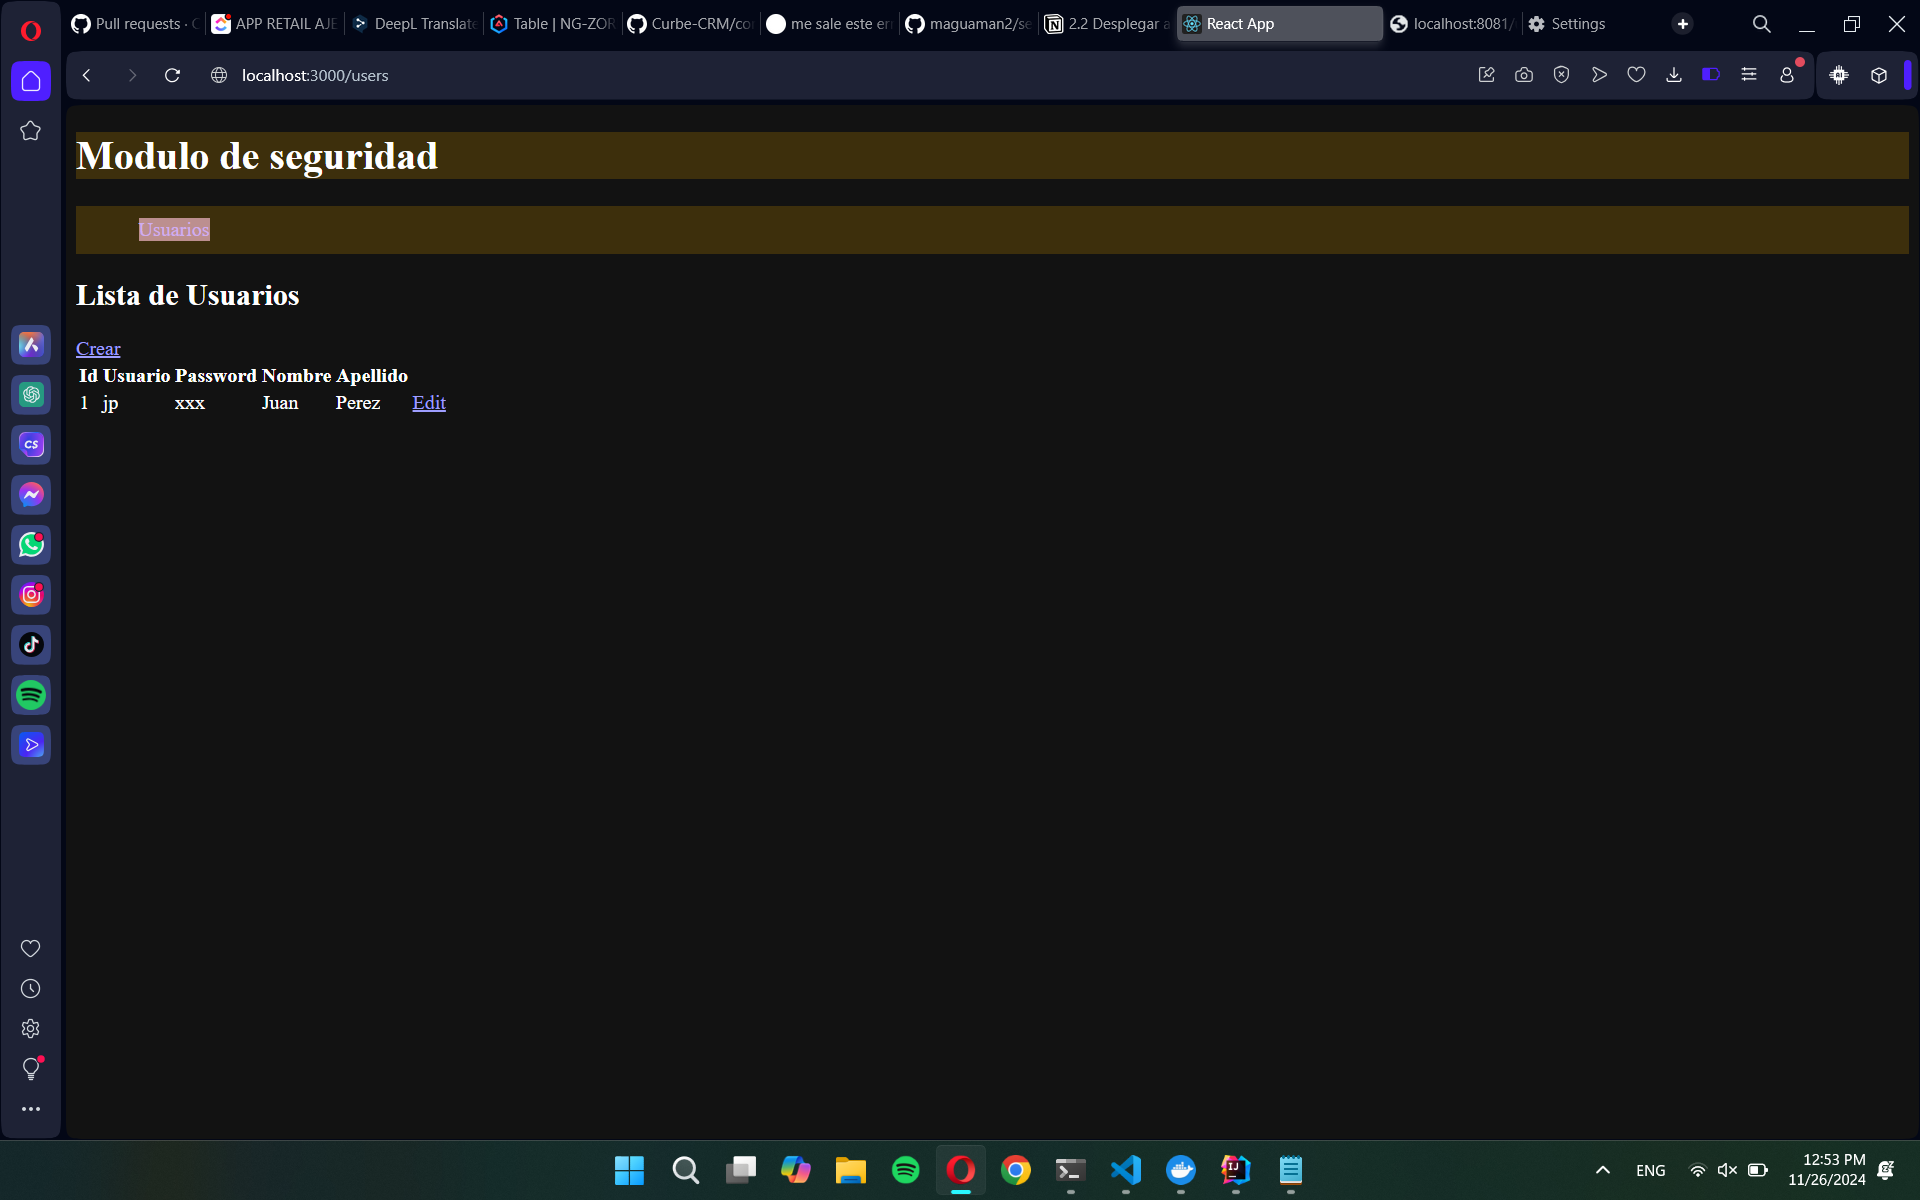 Pull requests · C
APP RETAIL AJE
DeepL Translate
Table | NG-ZOR
Curbe-CRM/co
me sale este er
maguaman2/se
2.2 Desplegar a
React App
localhost:8081/
Settings
localhost:3000/users
Modulo de seguridad
Usuarios
Lista de Usuarios
Crear
Id Usuario Password Nombre Apellido
1 jp xxx Juan Perez Edit
CS
ENG
12:53 PM
11/26/2024